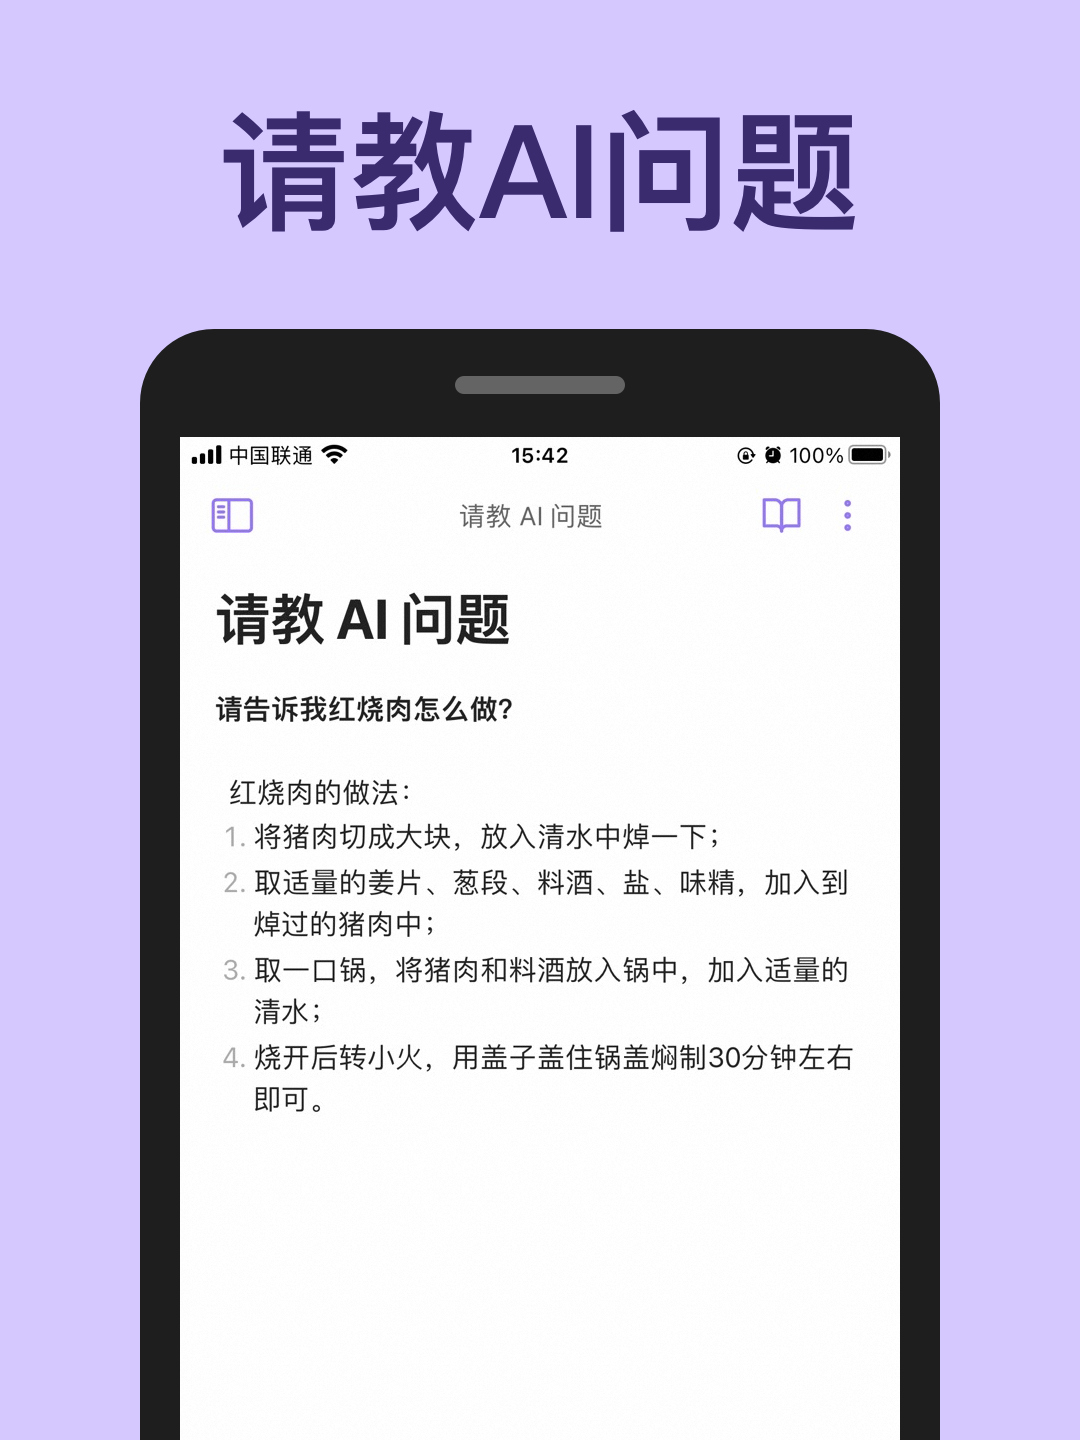 请教AI问题
中国联通 15:42 100%
请教 AI 问题
请教 AI 问题
请告诉我红烧肉怎么做?
红烧肉的做法：
1. 将猪肉切成大块，放入清水中焯一下；
2. 取适量的姜片、葱段、料酒、盐、味精，加入到
焯过的猪肉中；
3. 取一口锅，将猪肉和料酒放入锅中，加入适量的
清水；
4. 烧开后转小火，用盖子盖住锅盖焖制30分钟左右
即可。